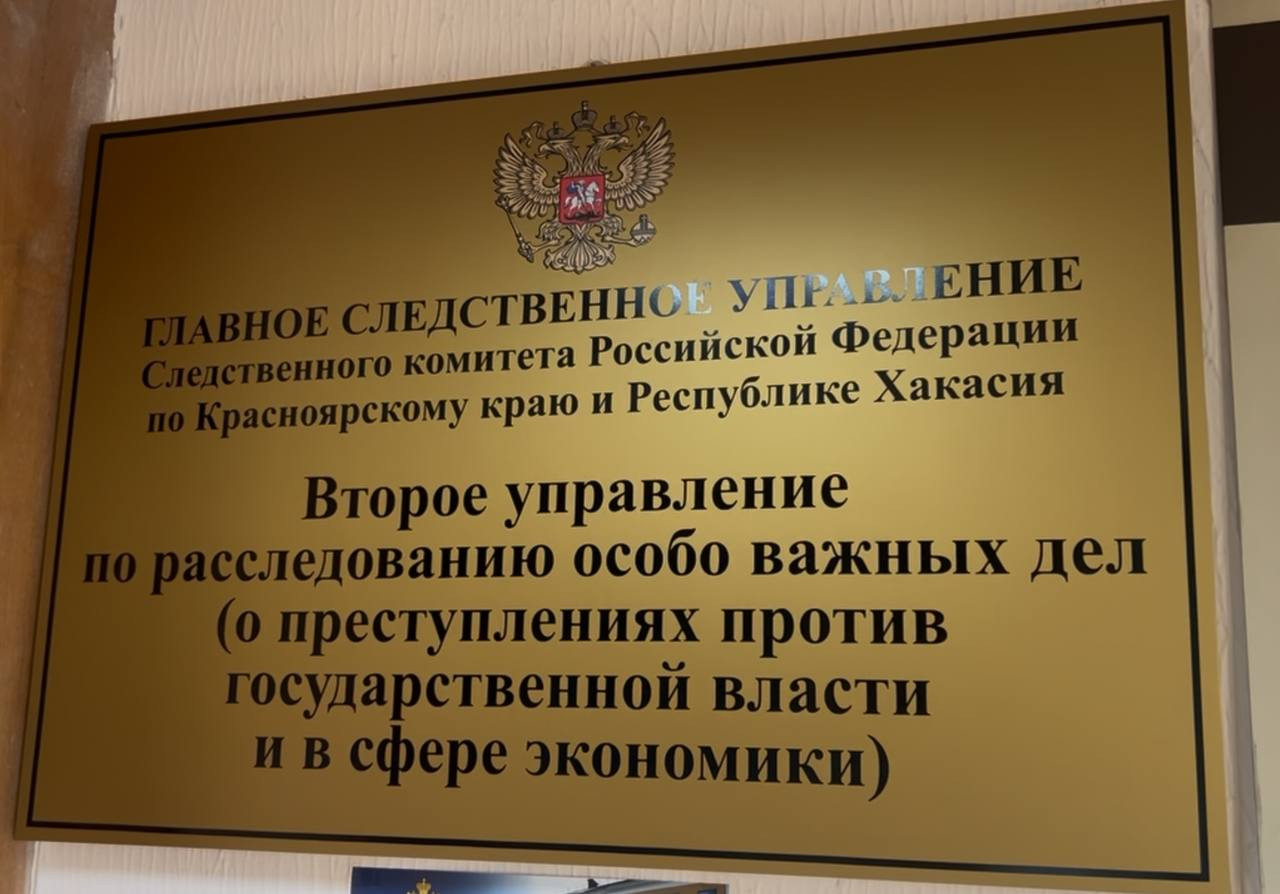 ГЛАВНОЕ СЛЕДСТВЕННОЕ УПРАВЛЕНИЕ
Следственного комитета Российской Федерации
по Красноярскому краю и Республике Хакасия
Второе управление
по расследованию особо важных дел
(о преступлениях против
государственной власти
и в сфере экономики)